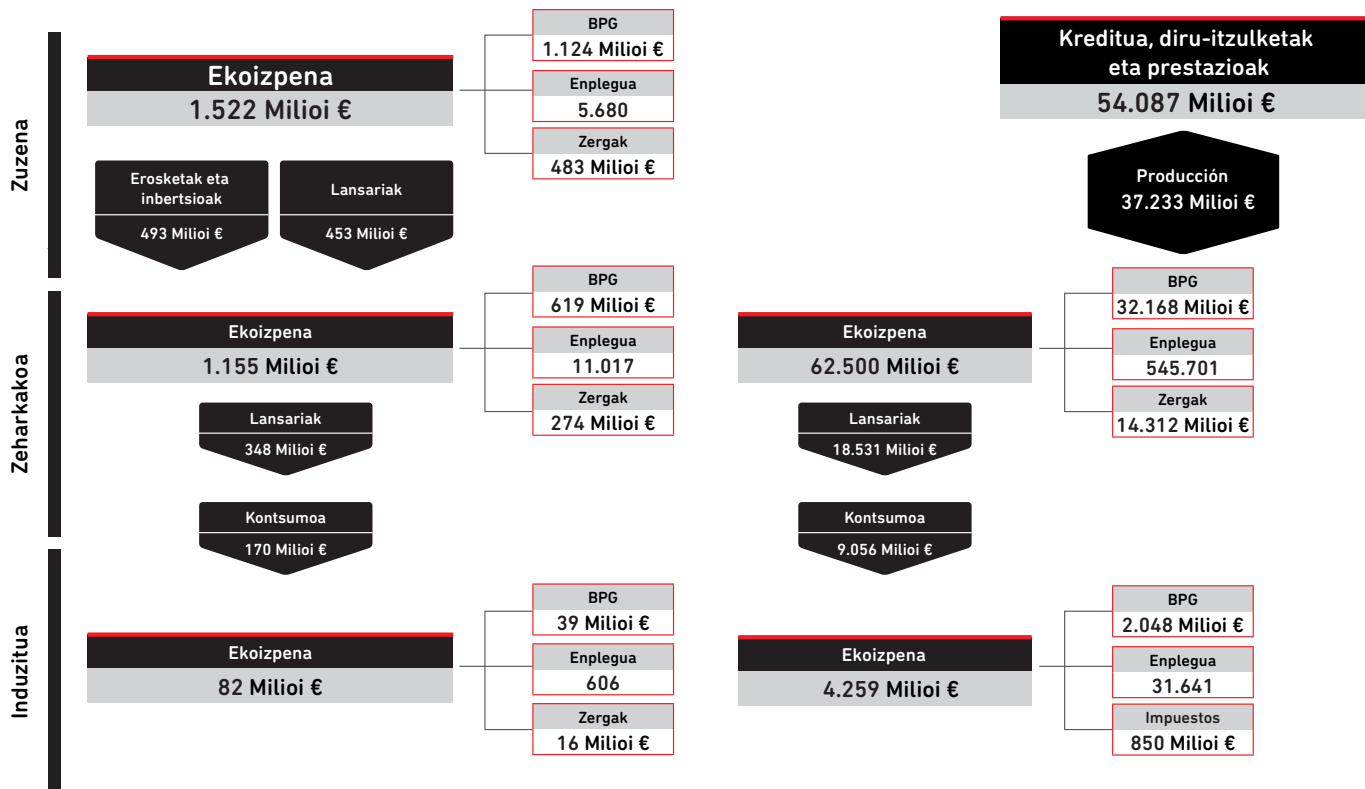 Zuzena
Ekoizpena
1.522 Milioi €
BPG
1.124 Milioi €
Enplegua
5.680
Zergak
483 Milioi €
Erosketak eta
inbertsioak
493 Milioi €
Lansariak
453 Milioi €
Kreditua, diru-itzulketak
eta prestazioak
54.087 Milioi €
Producción
37.233 Milioi €
Zeharkakoa
Ekoizpena
1.155 Milioi €
BPG
619 Milioi €
Enplegua
11.017
Zergak
274 Milioi €
Lansariak
348 Milioi €
Kontsumoa
170 Milioi €
Ekoizpena
62.500 Milioi €
BPG
32.168 Milioi €
Enplegua
545.701
Zergak
14.312 Milioi €
Lansariak
18.531 Milioi €
Kontsumoa
9.056 Milioi €
Induzitua
Ekoizpena
82 Milioi €
BPG
39 Milioi €
Enplegua
606
Zergak
16 Milioi €
Ekoizpena
4.259 Milioi €
BPG
2.048 Milioi €
Enplegua
31.641
Impuestos
850 Milioi €